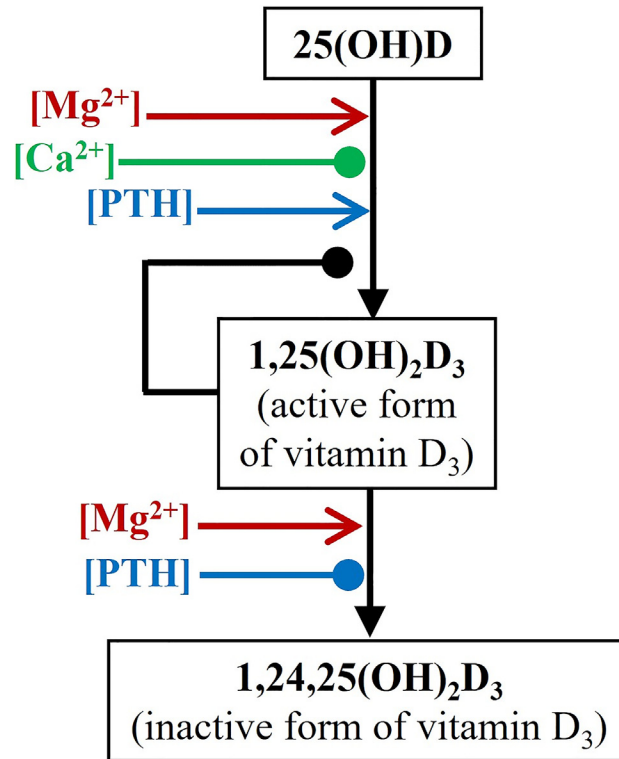 25(OH)D
[Mg²⁺]
[Ca²⁺]
[PTH]
1,25(OH)₂D₃
(active form
of vitamin D₃)
[Mg²⁺]
[PTH]
1,24,25(OH)₂D₃
(inactive form of vitamin D₃)